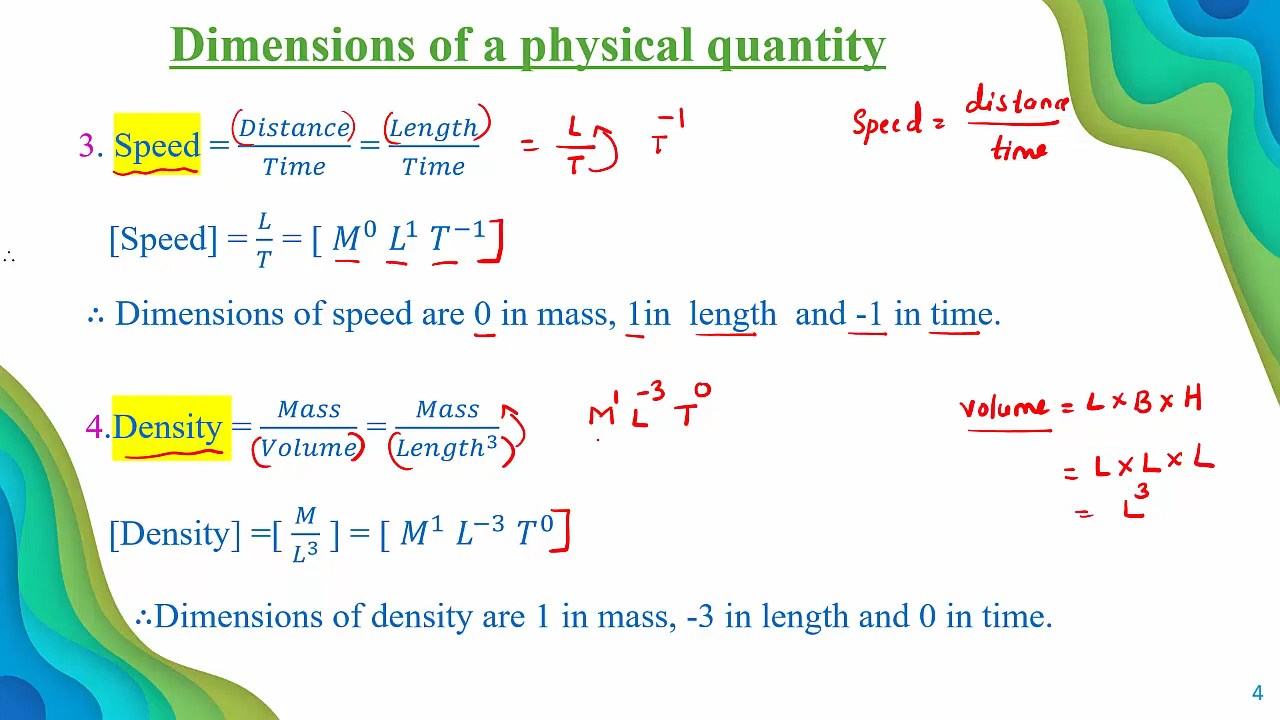 Dimensions of a physical quantity
3. Speed = Distance/Time = Length/Time = L/T T⁻¹
Speed = distance/time
[Speed] = L/T = [ M⁰ L¹ T⁻¹ ]
∴
∴ Dimensions of speed are 0 in mass, 1in length and -1 in time.
4.Density = Mass/Volume = Mass/Length³ M¹ L⁻³ T⁰
volume = L × B × H
= L × L × L
= L³
[Density] =[ M/L³ ] = [ M¹ L⁻³ T⁰ ]
∴Dimensions of density are 1 in mass, -3 in length and 0 in time.
4